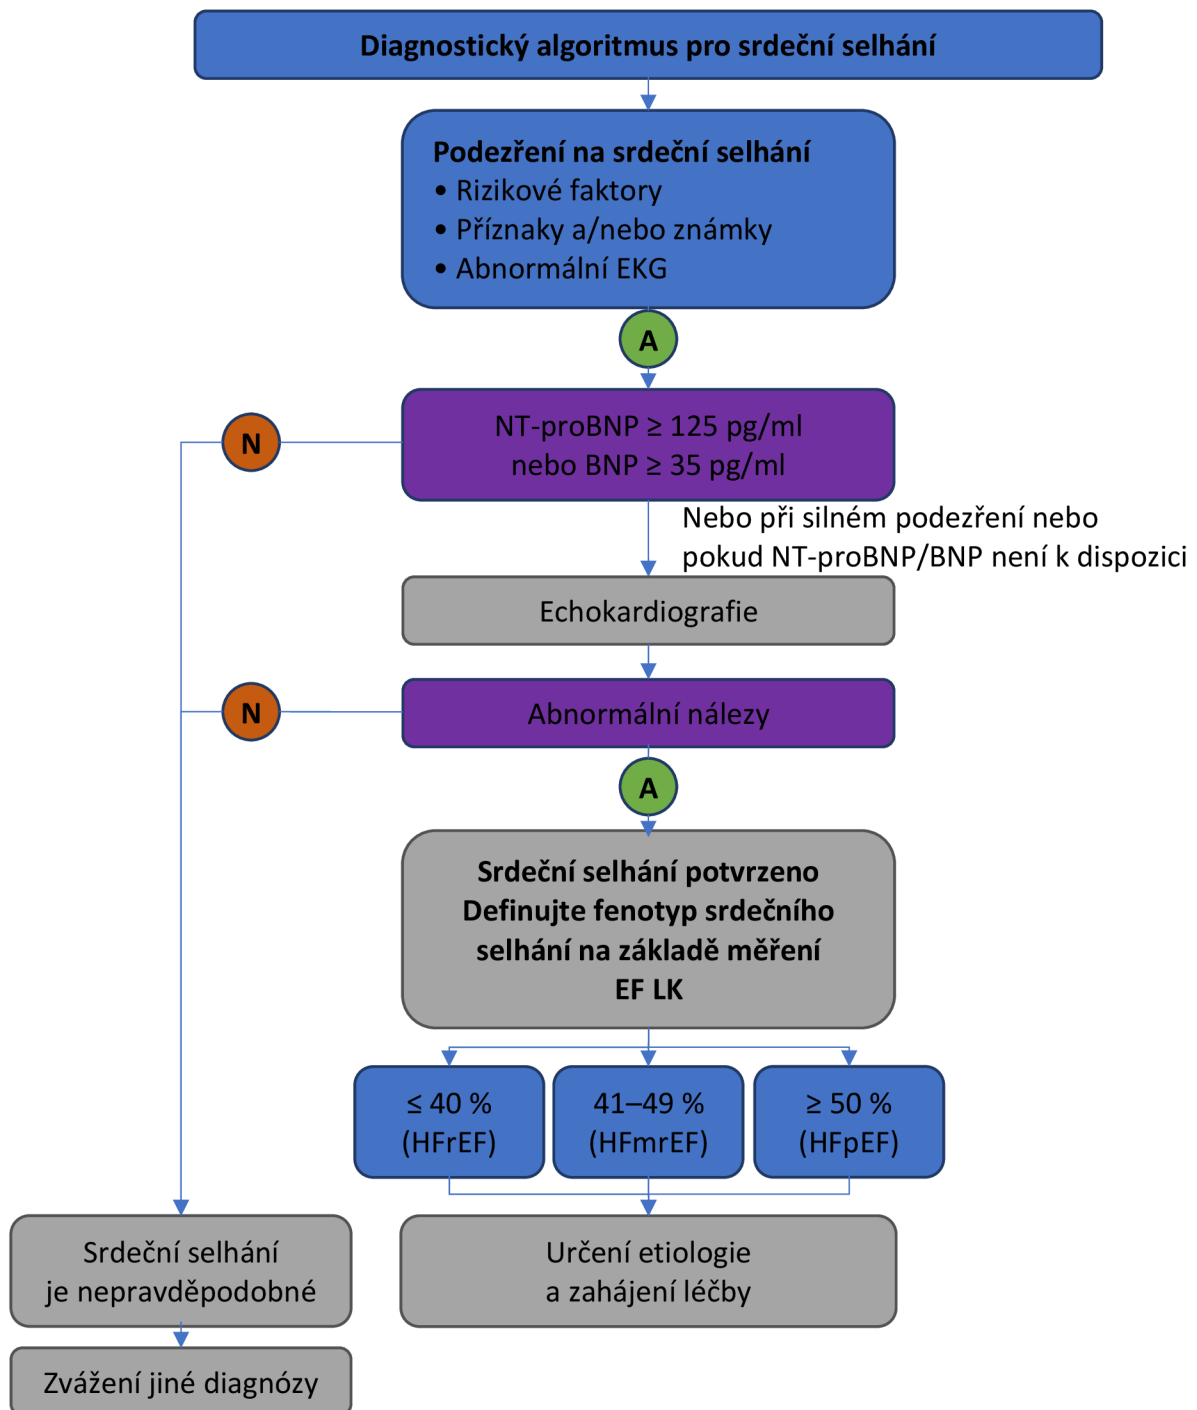 Diagnostický algoritmus pro srdeční selhání
Podezření na srdeční selhání
• Rizikové faktory
• Příznaky a/nebo známky
• Abnormální EKG
A
N
NT-proBNP ≥ 125 pg/ml
nebo BNP ≥ 35 pg/ml
Nebo při silném podezření nebo
pokud NT-proBNP/BNP není k dispozici
Echokardiografie
N
Abnormální nálezy
A
Srdeční selhání potvrzeno
Definujte fenotyp srdečního
selhání na základě měření
EF LK
≤ 40 %
(HFrEF)
41–49 %
(HFmrEF)
≥ 50 %
(HFpEF)
Srdeční selhání
je nepravděpodobné
Určení etiologie
a zahájení léčby
Zvážení jiné diagnózy